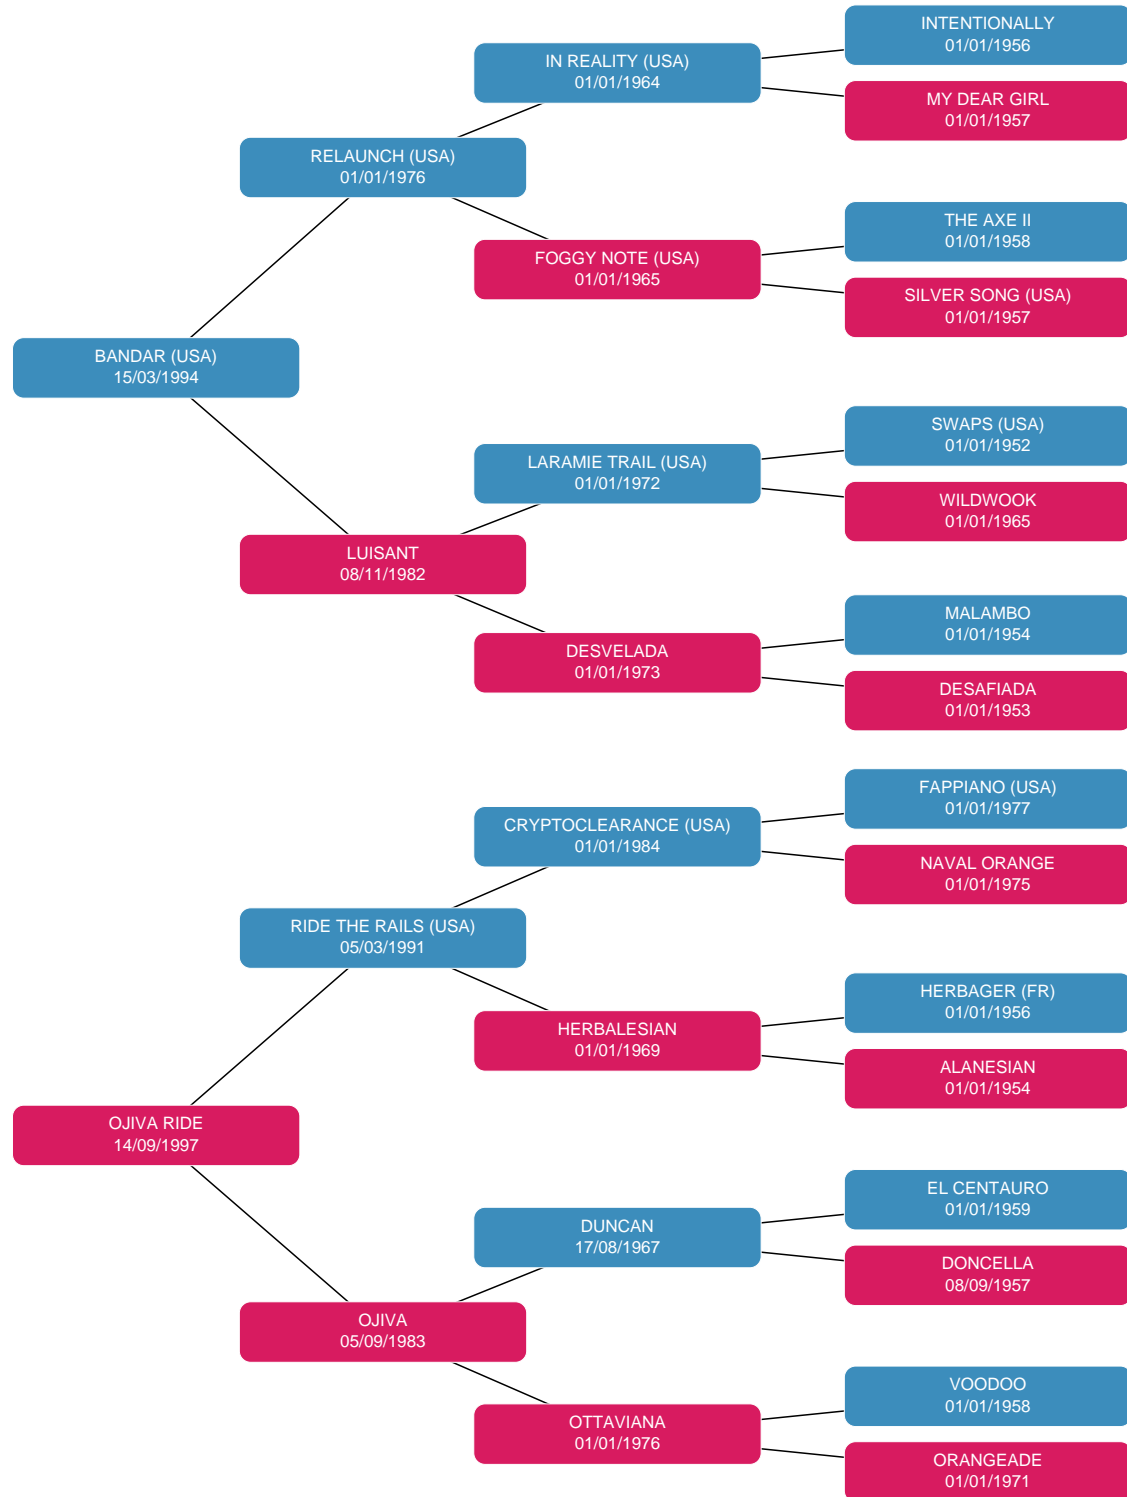 INTENTIONALLY
01/01/1956
IN REALITY (USA)
01/01/1964
MY DEAR GIRL
01/01/1957
RELAUNCH (USA)
01/01/1976
THE AXE II
01/01/1958
FOGGY NOTE (USA)
01/01/1965
SILVER SONG (USA)
01/01/1957
BANDAR (USA)
15/03/1994
SWAPS (USA)
01/01/1952
LARAMIE TRAIL (USA)
01/01/1972
WILDWOOK
01/01/1965
LUISANT
08/11/1982
MALAMBO
01/01/1954
DESVELADA
01/01/1973
DESAFIADA
01/01/1953
FAPPIANO (USA)
01/01/1977
CRYPTOCLEARANCE (USA)
01/01/1984
NAVAL ORANGE
01/01/1975
RIDE THE RAILS (USA)
05/03/1991
HERBAGER (FR)
01/01/1956
HERBALESIAN
01/01/1969
ALANESIAN
01/01/1954
OJIVA RIDE
14/09/1997
EL CENTAURO
01/01/1959
DUNCAN
17/08/1967
DONCELLA
08/09/1957
OJIVA
05/09/1983
VOODOO
01/01/1958
OTTAVIANA
01/01/1976
ORANGEADE
01/01/1971